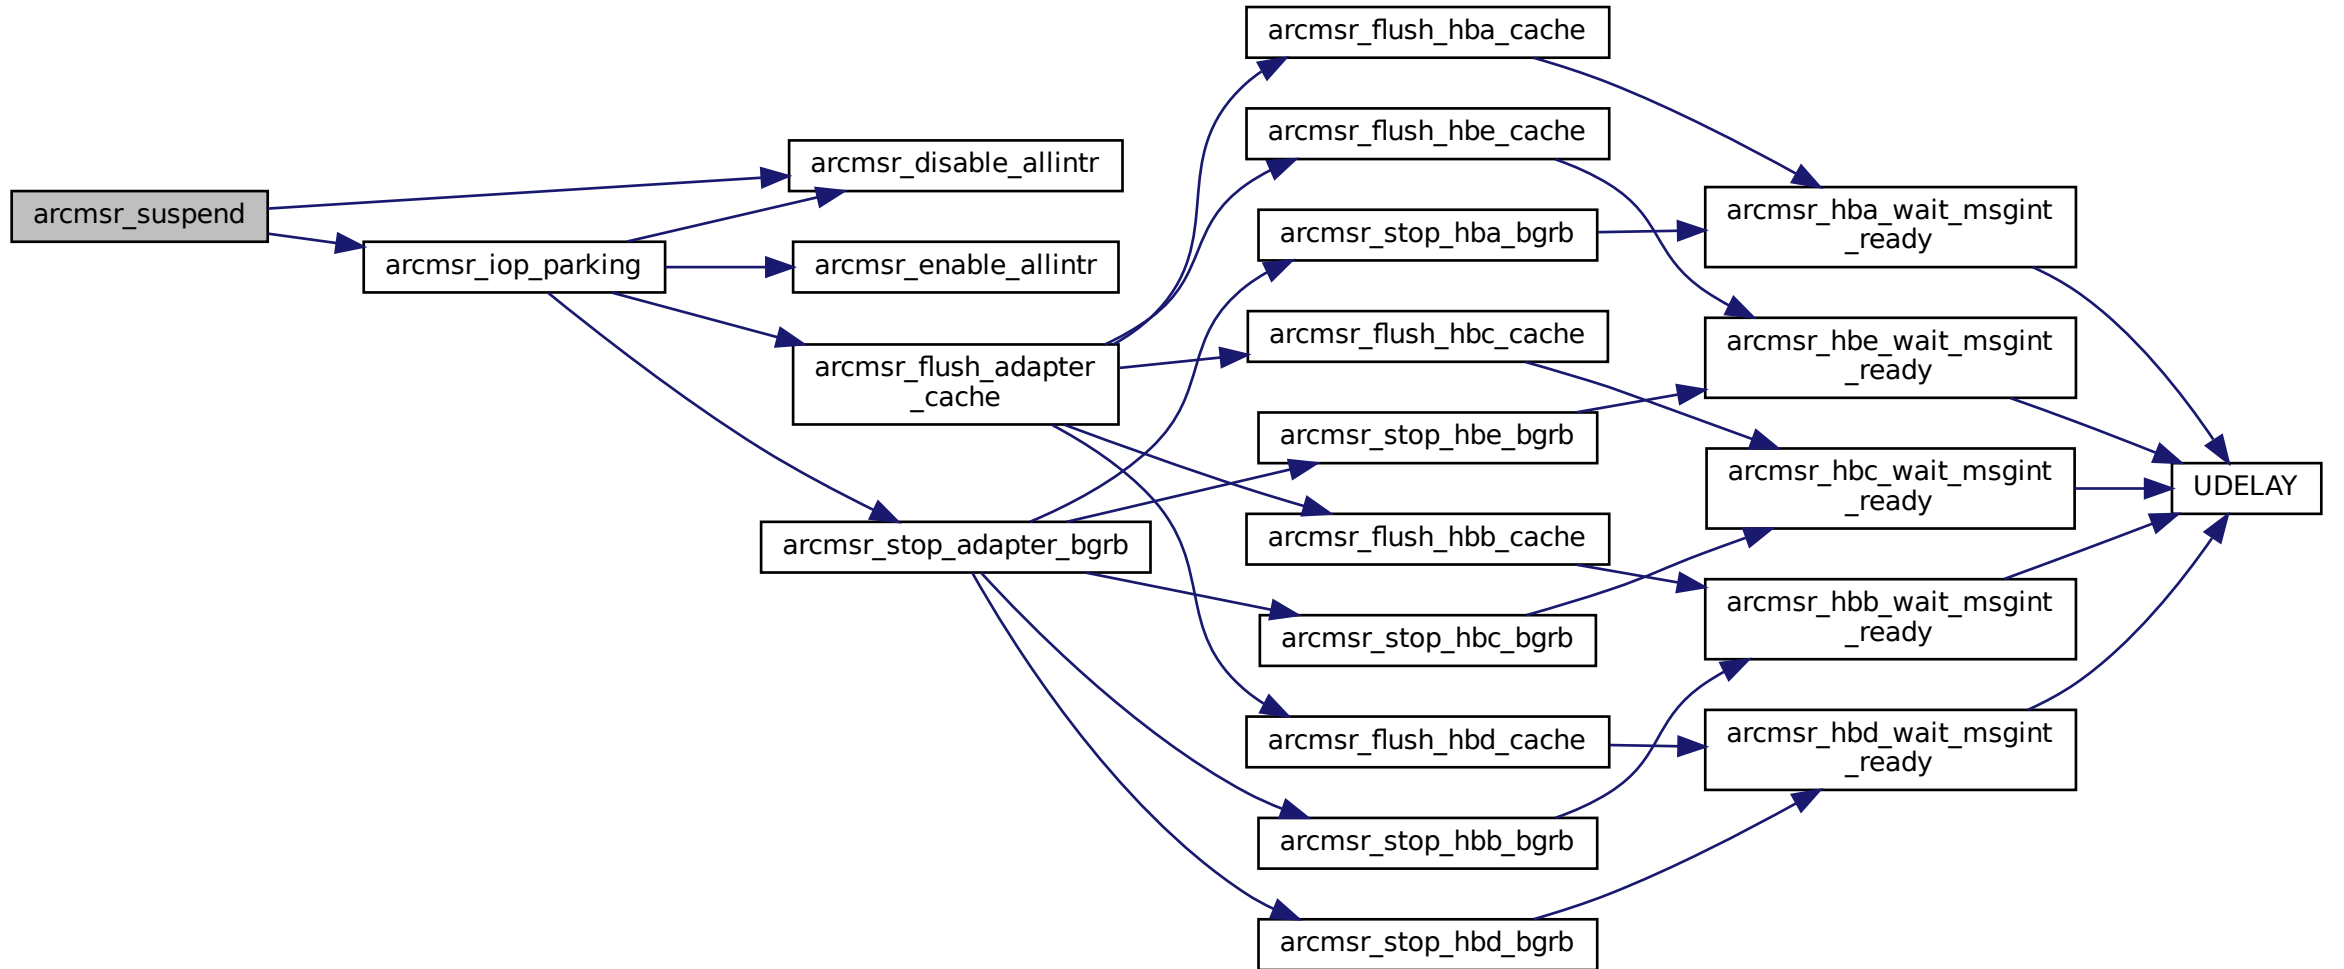 arcmsr_suspend
arcmsr_iop_parking
arcmsr_disable_allintr
arcmsr_enable_allintr
arcmsr_flush_adapter
_cache
arcmsr_stop_adapter_bgrb
arcmsr_flush_hba_cache
arcmsr_flush_hbe_cache
arcmsr_stop_hba_bgrb
arcmsr_flush_hbc_cache
arcmsr_stop_hbe_bgrb
arcmsr_flush_hbb_cache
arcmsr_stop_hbc_bgrb
arcmsr_flush_hbd_cache
arcmsr_stop_hbb_bgrb
arcmsr_stop_hbd_bgrb
arcmsr_hba_wait_msgint
_ready
arcmsr_hbe_wait_msgint
_ready
arcmsr_hbc_wait_msgint
_ready
arcmsr_hbb_wait_msgint
_ready
arcmsr_hbd_wait_msgint
_ready
UDELAY